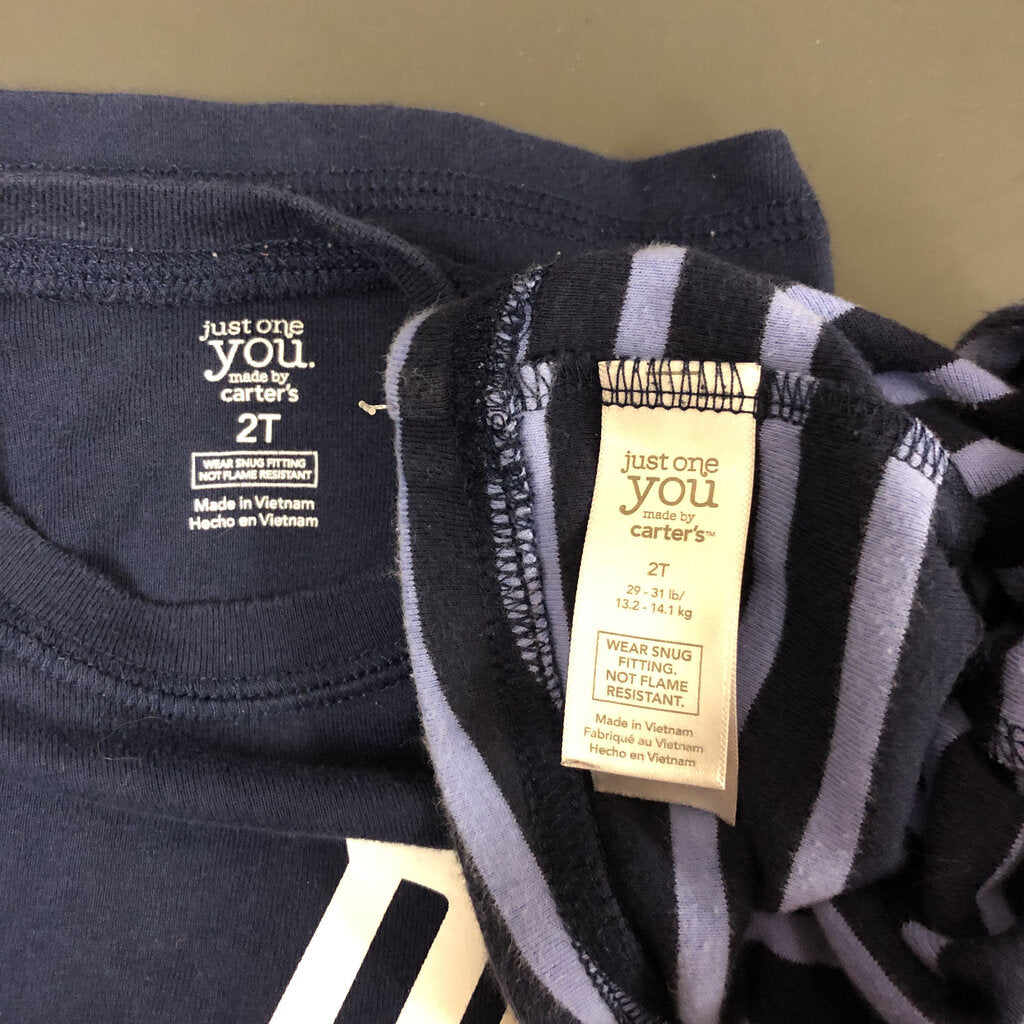 just one
you.
made by
carter's
2T
WEAR SNUG FITTING
NOT FLAME RESISTANT
Made in Vietnam
Hecho en Vietnam
just one
you
made by
carter's™
2T
29 - 31 lb/
13.2 - 14.1 kg
WEAR SNUG
FITTING.
NOT FLAME
RESISTANT.
Made in Vietnam
Fabriqué au Vietnam
Hecho en Vietnam